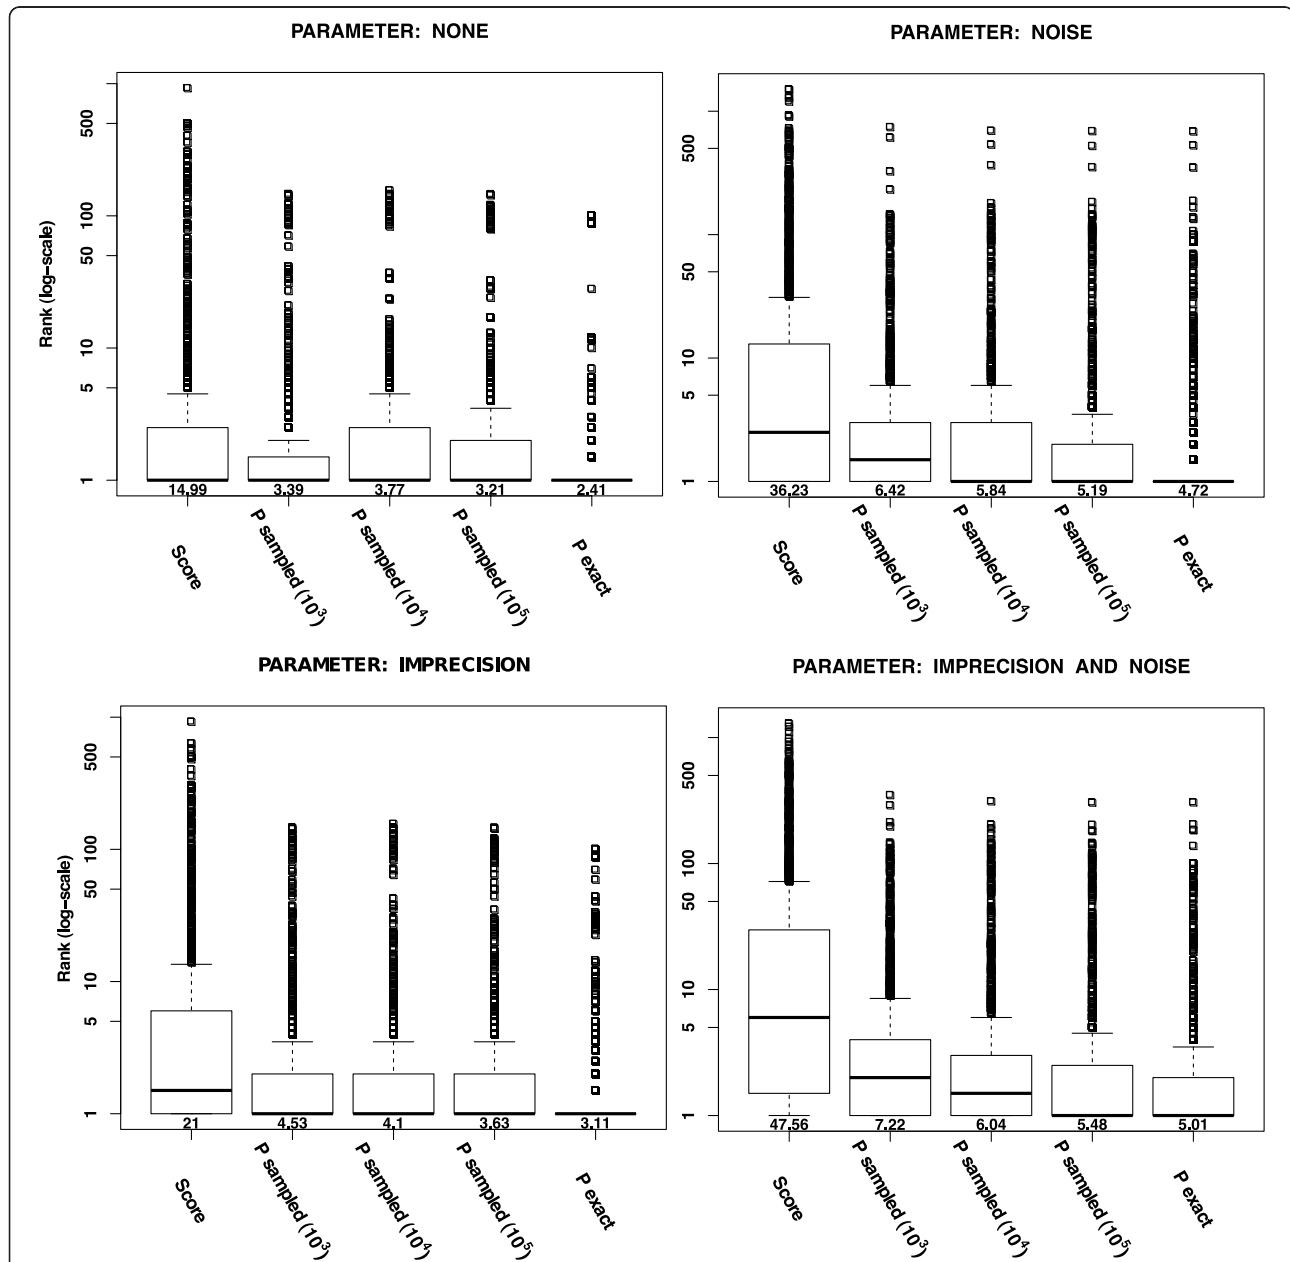 PARAMETER: NONE
Rank (log-scale)
500
100
50
10
5
1
14.99
3.39
3.77
3.21
2.41
Score
P sampled (10³)
P sampled (10⁴)
P sampled (10⁵)
P exact
PARAMETER: NOISE
500
50
10
5
1
36.23
6.42
5.84
5.19
4.72
Score
P sampled (10³)
P sampled (10⁴)
P sampled (10⁵)
P exact
PARAMETER: IMPRECISION
Rank (log-scale)
500
100
50
10
5
1
21
4.53
4.1
3.63
3.11
Score
P sampled (10³)
P sampled (10⁴)
P sampled (10⁵)
P exact
PARAMETER: IMPRECISION AND NOISE
500
100
50
10
5
1
47.56
7.22
6.04
5.48
5.01
Score
P sampled (10³)
P sampled (10⁴)
P sampled (10⁵)
P exact